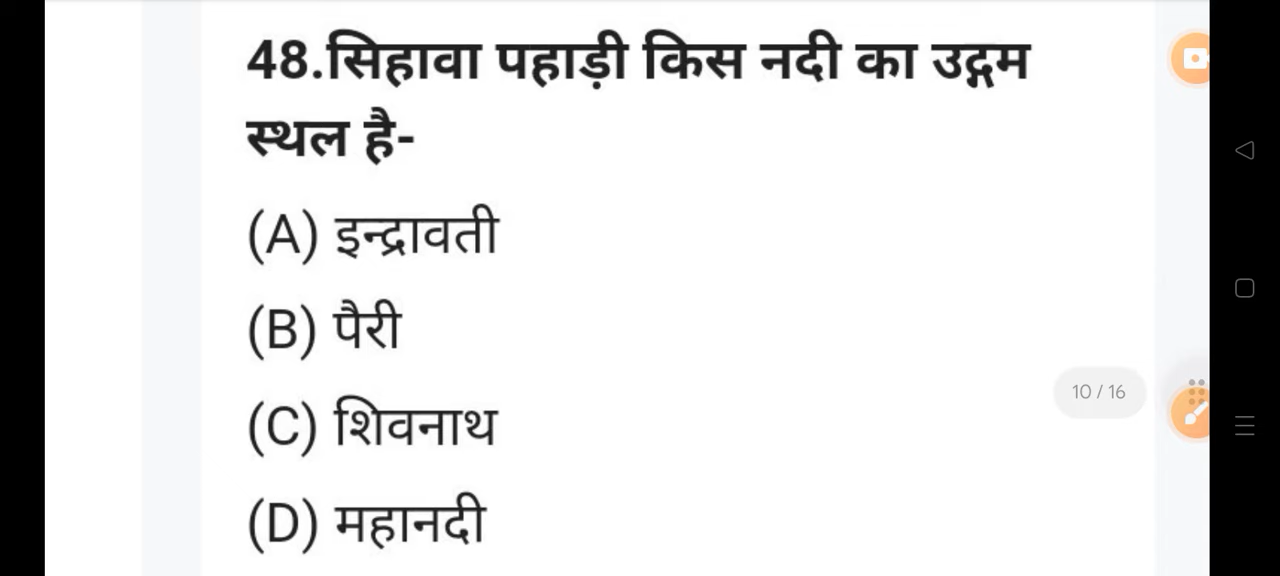 48.सिहावा पहाड़ी किस नदी का उद्गम
स्थल है-
(A) इन्द्रावती
(B) पैरी
(C) शिवनाथ
10 / 16
(D) महानदी